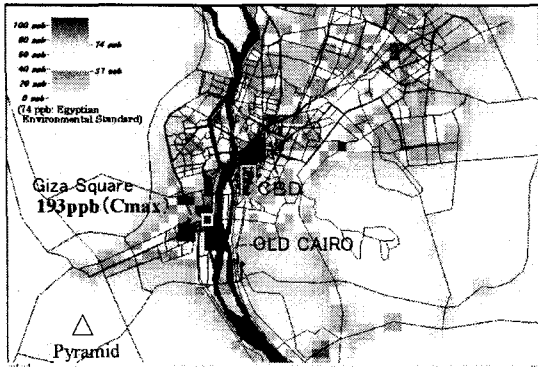 100 ppb
80 ppb
74 ppb
60 ppb
40 ppb
37 ppb
20 ppb
0 ppb
(74 ppb: Egyptian
Environmental Standard)
Giza Square
193ppb(Cmax)
CBD
OLD CAIRO
Pyramid